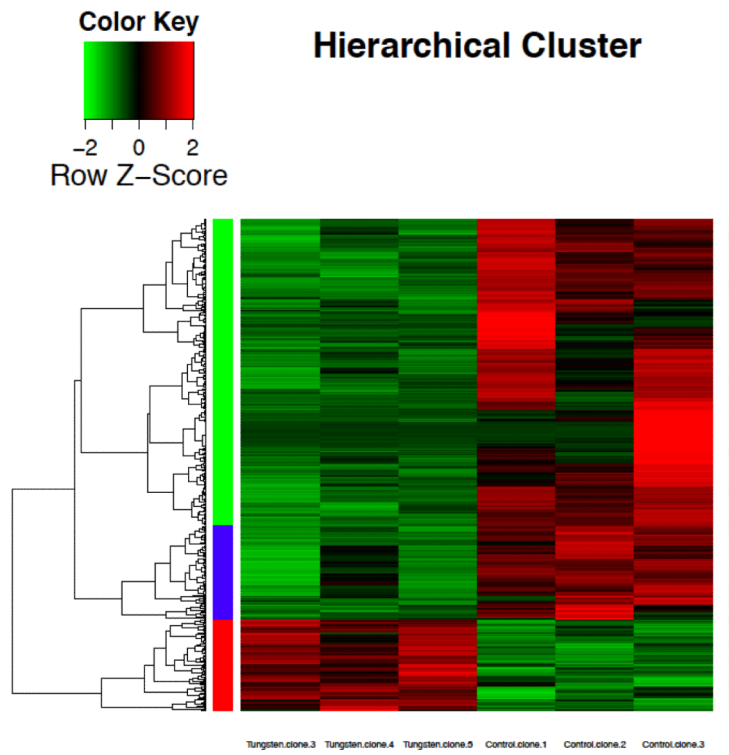 Color Key
Hierarchical Cluster
−2 0 2
Row Z−Score
Tungsten.clone.3 Tungsten.clone.4 Tungsten.clone.5 Control.clone.1 Control.clone.2 Control.clone.3